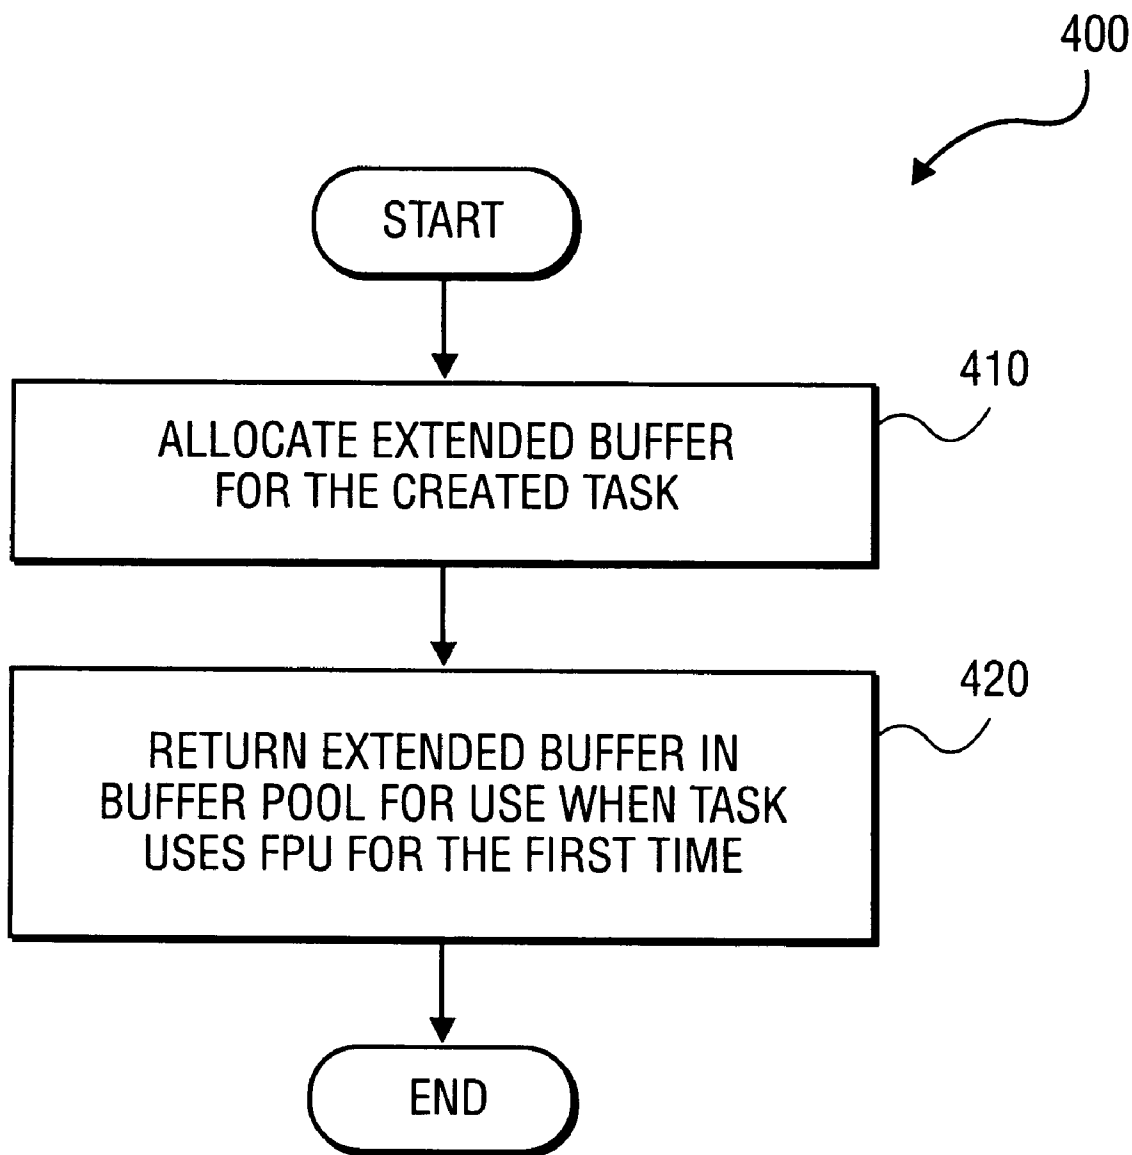 400
START
410
ALLOCATE EXTENDED BUFFER
FOR THE CREATED TASK
420
RETURN EXTENDED BUFFER IN
BUFFER POOL FOR USE WHEN TASK
USES FPU FOR THE FIRST TIME
END